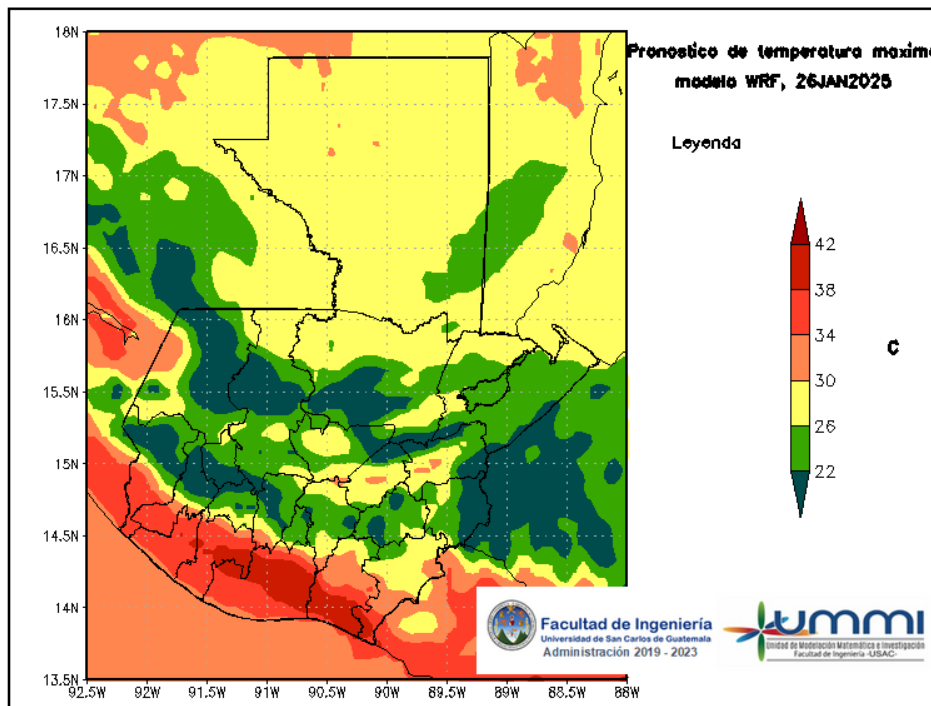 Pronostico de temperatura maxim
modelo WRF, 26JAN2025
Leyenda
18N
17.5N
17N
16.5N
16N
15.5N
15N
14.5N
14N
13.5N
92.5W 92W 91.5W 91W 90.5W 90W 89.5W 89W 88.5W 88W
42
38
34
30
26
22
C
Facultad de Ingeniería
Universidad de San Carlos de Guatemala
Administración 2019 - 2023
UMMI
Unidad de Modelación Matemática e Investigación
Facultad de Ingeniería -USAC-